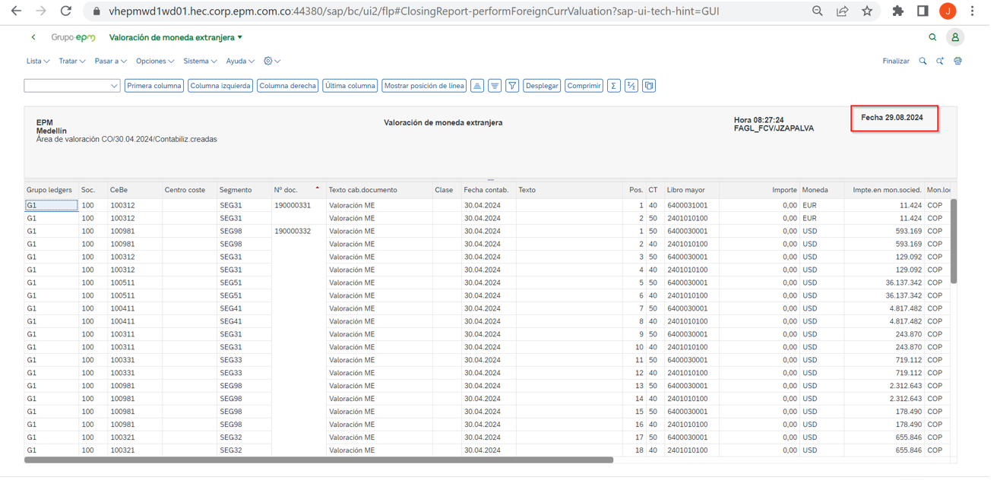 vhepmwd1wd01.hec.corp.epm.com.co:44380/sap/bc/ui2/flp#ClosingReport-performForeignCurrValuation?sap-ui-tech-hint=GUI
J
Grupo·epm Valoración de moneda extranjera
Lista Tratar Pasar a Opciones Sistema Ayuda Finalizar
Primera columna Columna izquierda Columna derecha Última columna Mostrar posición de línea Desplegar Comprimir Σ
EPM Valoración de moneda extranjera Hora 08:27:24 Fecha 29.08.2024
Medellín FAGL_FCV/JZAPALVA
Área de valoración CO/30.04.2024/Contabiliz.creadas
Grupo ledgers Soc. CeBe Centro coste Segmento Nº doc. Texto cab.documento Clase Fecha contab. Texto Pos. CT Libro mayor Importe Moneda Impte.en mon.socied. Mon.loc
G1 100 100312 SEG31 190000331 Valoración ME 30.04.2024 1 40 6400031001 0,00 EUR 11.424 COP
G1 100 100312 SEG31 Valoración ME 30.04.2024 2 50 2401010100 0,00 EUR 11.424 COP
G1 100 100981 SEG98 190000332 Valoración ME 30.04.2024 1 50 6400030001 0,00 USD 593.169 COP
G1 100 100981 SEG98 Valoración ME 30.04.2024 2 40 2401010100 0,00 USD 593.169 COP
G1 100 100312 SEG31 Valoración ME 30.04.2024 3 50 6400030001 0,00 USD 129.092 COP
G1 100 100312 SEG31 Valoración ME 30.04.2024 4 40 2401010100 0,00 USD 129.092 COP
G1 100 100511 SEG51 Valoración ME 30.04.2024 5 50 6400030001 0,00 USD 36.137.342 COP
G1 100 100511 SEG51 Valoración ME 30.04.2024 6 40 2401010100 0,00 USD 36.137.342 COP
G1 100 100411 SEG41 Valoración ME 30.04.2024 7 50 6400030001 0,00 USD 4.817.482 COP
G1 100 100411 SEG41 Valoración ME 30.04.2024 8 40 2401010100 0,00 USD 4.817.482 COP
G1 100 100311 SEG31 Valoración ME 30.04.2024 9 50 6400030001 0,00 USD 243.870 COP
G1 100 100311 SEG31 Valoración ME 30.04.2024 10 40 2401010100 0,00 USD 243.870 COP
G1 100 100331 SEG33 Valoración ME 30.04.2024 11 50 6400030001 0,00 USD 719.112 COP
G1 100 100331 SEG33 Valoración ME 30.04.2024 12 40 2401010100 0,00 USD 719.112 COP
G1 100 100981 SEG98 Valoración ME 30.04.2024 13 50 6400030001 0,00 USD 2.312.643 COP
G1 100 100981 SEG98 Valoración ME 30.04.2024 14 40 2401010100 0,00 USD 2.312.643 COP
G1 100 100981 SEG98 Valoración ME 30.04.2024 15 50 6400030001 0,00 USD 178.490 COP
G1 100 100981 SEG98 Valoración ME 30.04.2024 16 40 2401010100 0,00 USD 178.490 COP
G1 100 100321 SEG32 Valoración ME 30.04.2024 17 50 6400030001 0,00 USD 655.846 COP
G1 100 100321 SEG32 Valoración ME 30.04.2024 18 40 2401010100 0,00 USD 655.846 COP